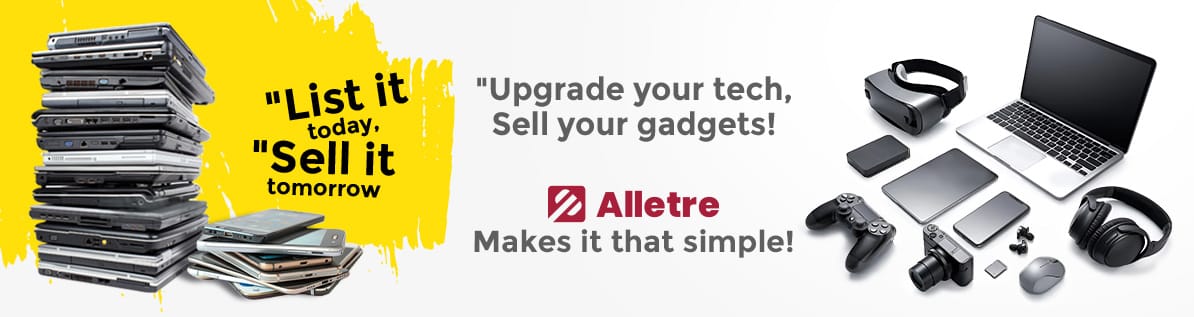 "List it
today,
"Sell it
tomorrow
"Upgrade your tech,
Sell your gadgets!
Alletre
Makes it that simple!